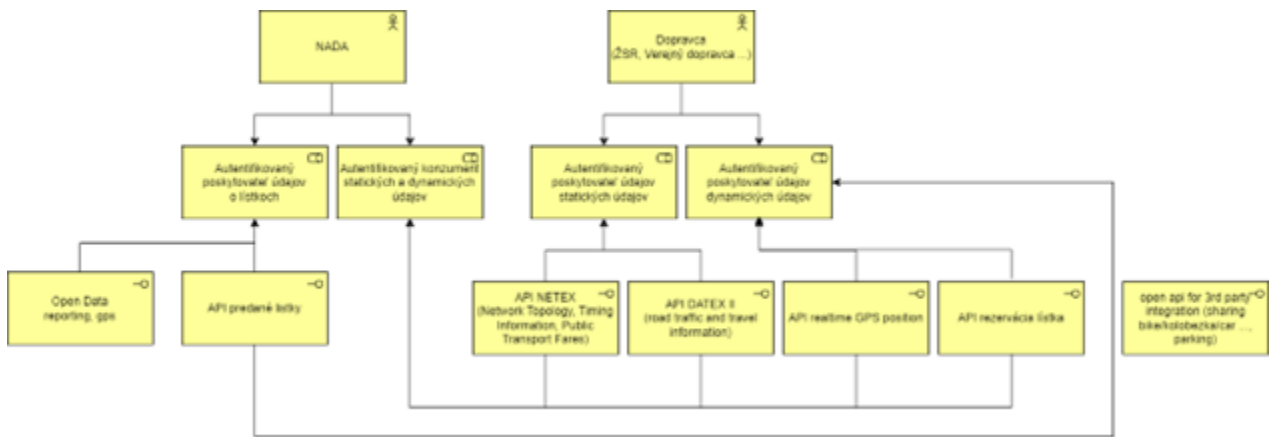 NADA
Dopravca
(ŽSR, Verejný dopravca ...)
Autentifikovaný
poskytovateľ údajov
o lístkoch
Autentifikovaný konzument
statických a dynamických
údajov
Autentifikovaný
poskytovateľ údajov
statických údajov
Autentifikovaný
poskytovateľ údajov
dynamických údajov
Open Data
reporting, gps
API predané lístky
API NETEX
(Network Topology, Timing
Information, Public
Transport Fares)
API DATEX II
(road traffic and travel
information)
API realtime GPS position
API rezervácia lístka
open api for 3rd party
integration (sharing
bike/kolobezka/car ...,
parking)